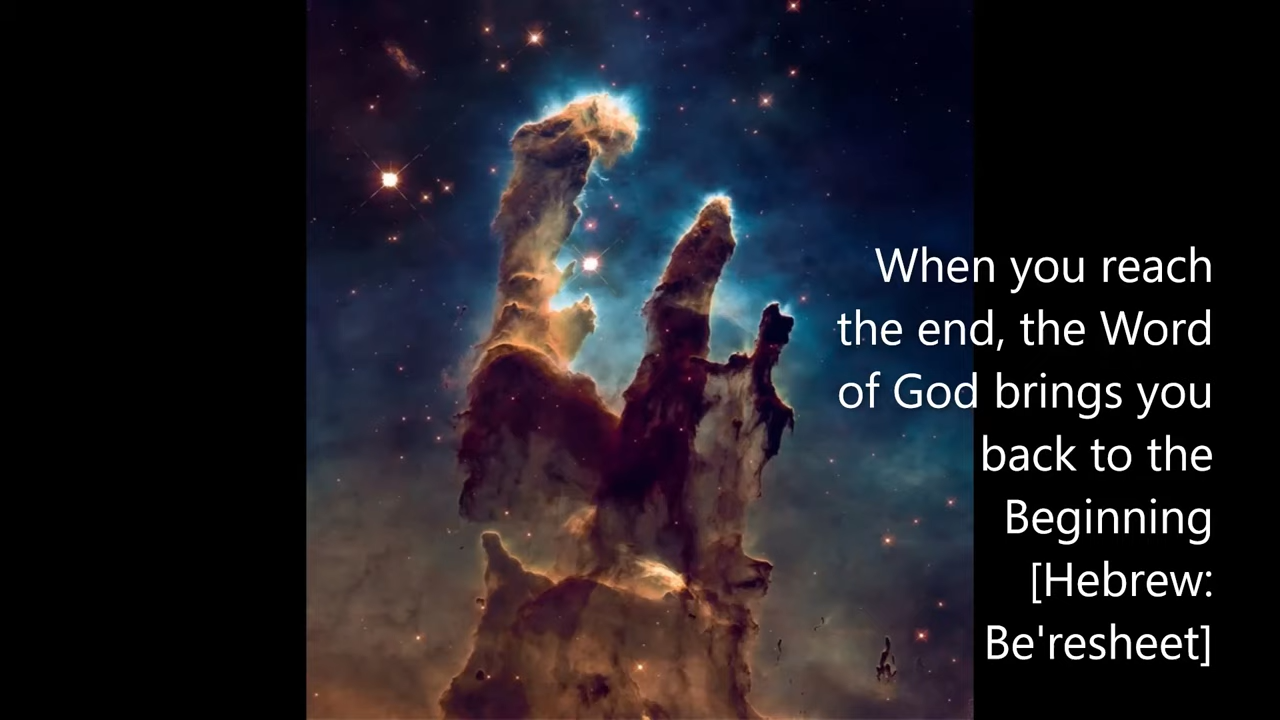 When you reach
the end, the Word
of God brings you
back to the
Beginning
[Hebrew:
Be'resheet]